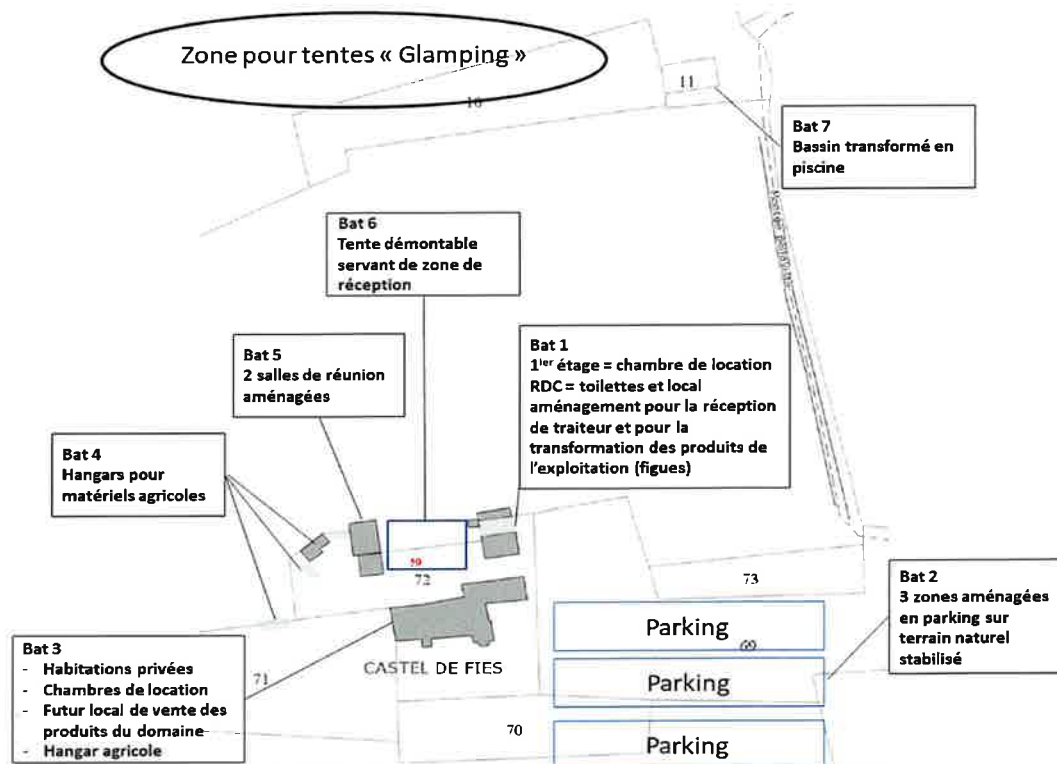 Zone pour tentes « Glamping »
16
11
Bat 7
Bassin transformé en
piscine
Bat 6
Tente démontable
servant de zone de
réception
Bat 5
2 salles de réunion
aménagées
Bat 1
1ier étage = chambre de location
RDC = toilettes et local
aménagement pour la réception
de traiteur et pour la
transformation des produits de
l'exploitation (figues)
Bat 4
Hangars pour
matériels agricoles
72
73
Bat 2
3 zones aménagées
en parking sur
terrain naturel
stabilisé
Parking
69
Parking
Parking
CASTEL DE FIES
71
70
Bat 3
- Habitations privées
- Chambres de location
- Futur local de vente des
produits du domaine
- Hangar agricole